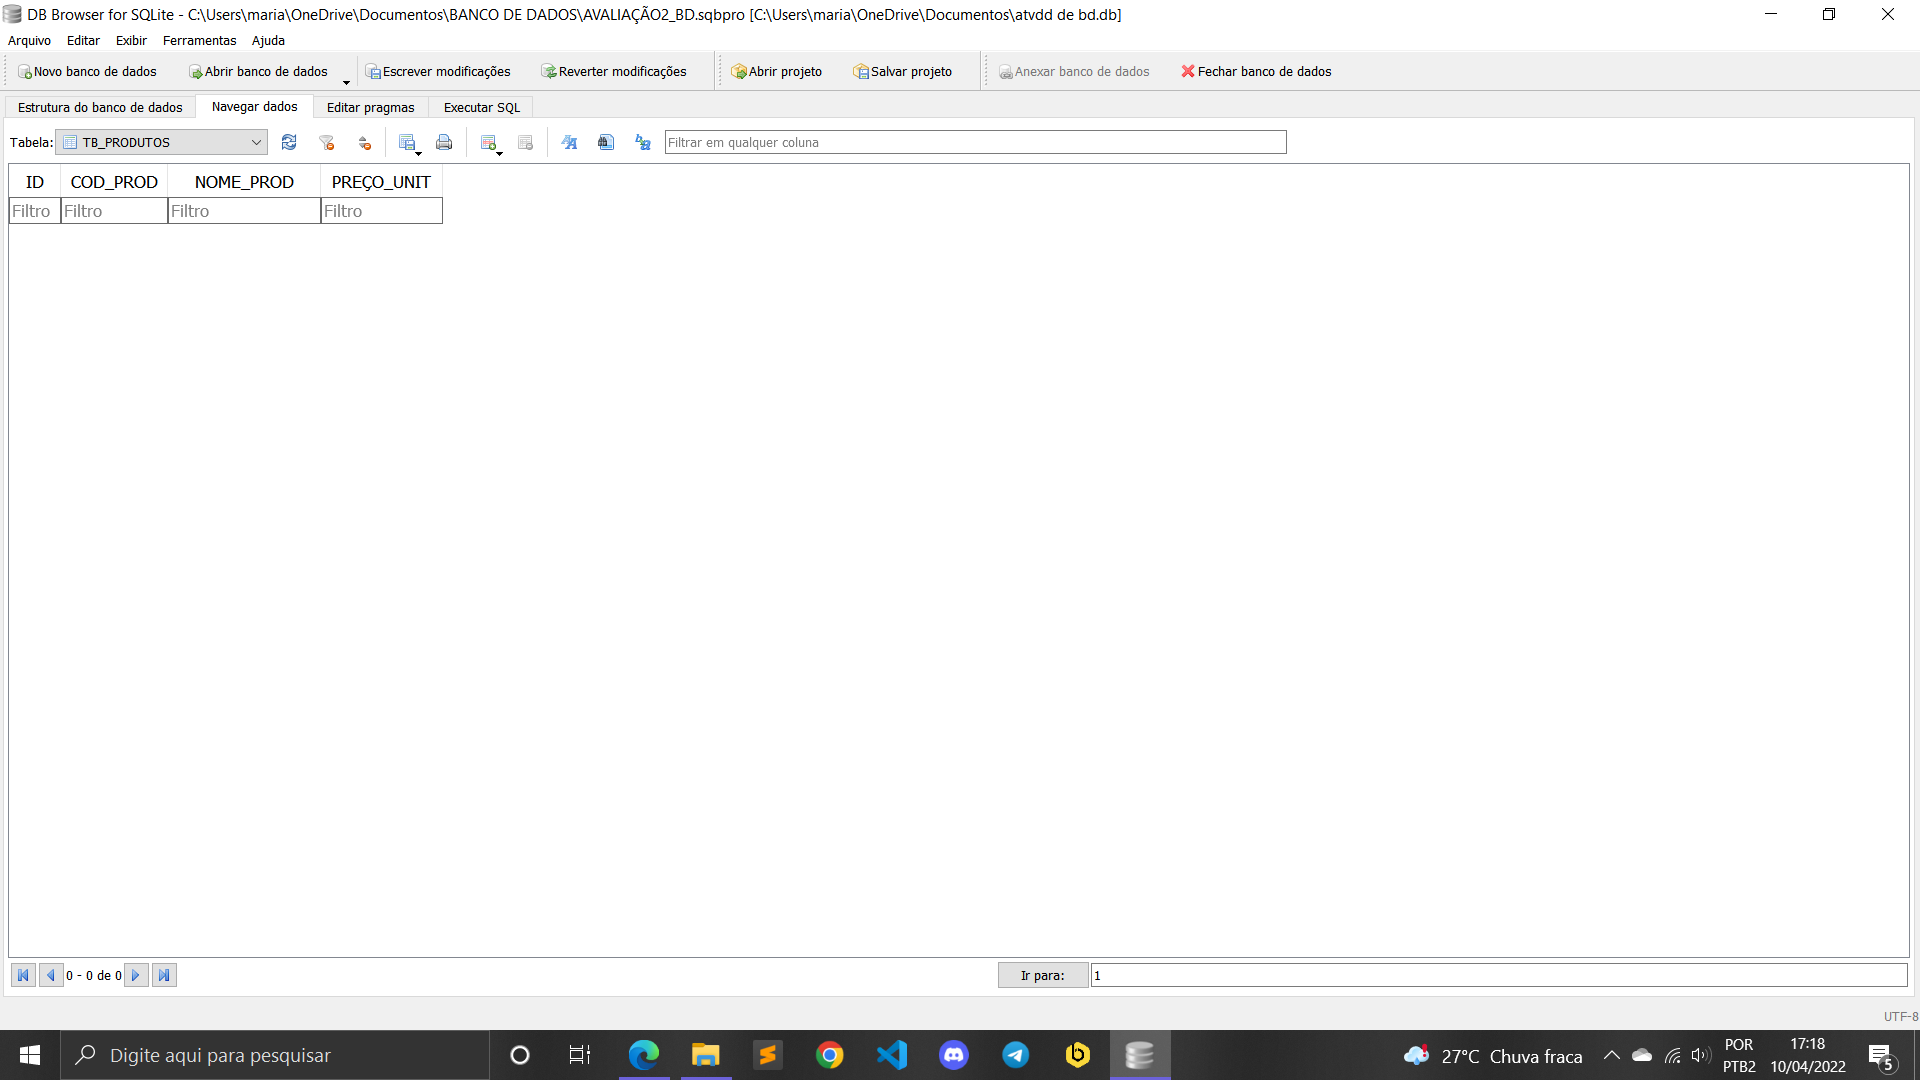 DB Browser for SQLite - C:\Users\maria\OneDrive\Documentos\BANCO DE DADOS\AVALIAÇÃO2_BD.sqbpro [C:\Users\maria\OneDrive\Documentos\atvdd de bd.db]
Arquivo Editar Exibir Ferramentas Ajuda
Novo banco de dados Abrir banco de dados Escrever modificações Reverter modificações Abrir projeto Salvar projeto Anexar banco de dados Fechar banco de dados
Estrutura do banco de dados Navegar dados Editar pragmas Executar SQL
Tabela: TB_PRODUTOS Filtrar em qualquer coluna
ID COD_PROD NOME_PROD PREÇO_UNIT
Filtro Filtro Filtro Filtro
0 - 0 de 0 Ir para: 1
UTF-8
Digite aqui para pesquisar 27°C Chuva fraca
POR 17:18
PTB2 10/04/2022 5